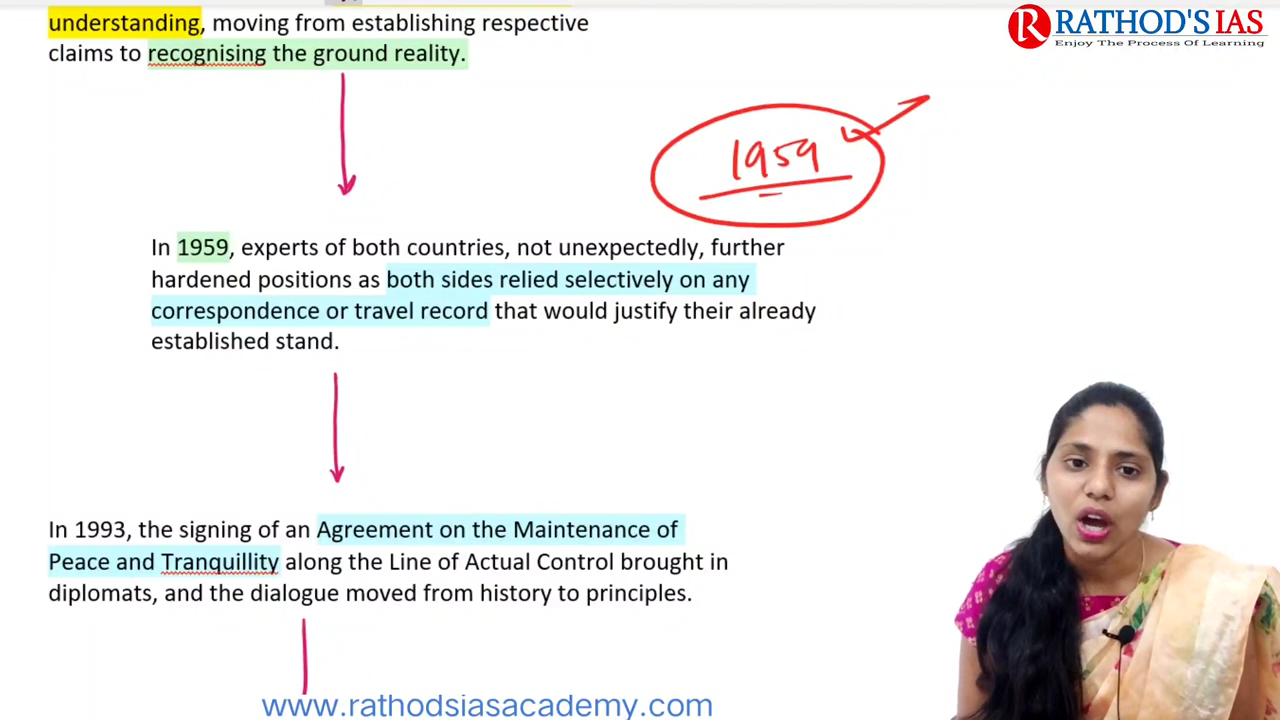 understanding, moving from establishing respective
claims to recognising the ground reality.
RATHOD'S IAS
Enjoy The Process Of Learning
1959
In 1959, experts of both countries, not unexpectedly, further
hardened positions as both sides relied selectively on any
correspondence or travel record that would justify their already
established stand.
In 1993, the signing of an Agreement on the Maintenance of
Peace and Tranquillity along the Line of Actual Control brought in
diplomats, and the dialogue moved from history to principles.
www.rathodsiasacademy.com